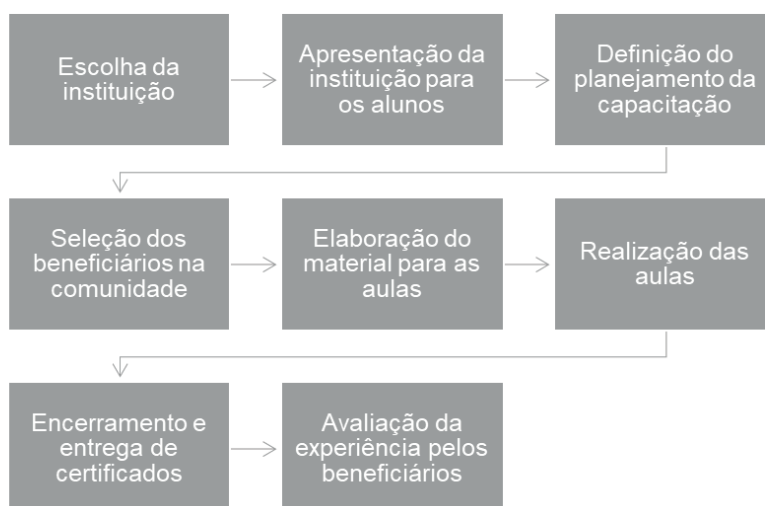 Escolha da
instituição
Apresentação da
instituição para
os alunos
Definição do
planejamento da
capacitação
Seleção dos
beneficiários na
comunidade
Elaboração do
material para as
aulas
Realização das
aulas
Encerramento e
entrega de
certificados
Avaliação da
experiência pelos
beneficiários